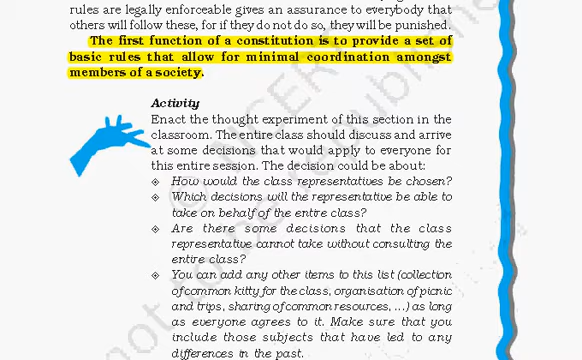 rules are legally enforceable gives an assurance to everybody that
others will follow these, for if they do not do so, they will be punished.
The first function of a constitution is to provide a set of
basic rules that allow for minimal coordination amongst
members of a society.
Activity
Enact the thought experiment of this section in the
classroom. The entire class should discuss and arrive
at some decisions that would apply to everyone for
this entire session. The decision could be about:
❖ How would the class representatives be chosen?
❖ Which decisions will the representative be able to
take on behalf of the entire class?
❖ Are there some decisions that the class
representative cannot take without consulting the
entire class?
❖ You can add any other items to this list (collection
of common kitty for the class, organisation of picnic
and trips, sharing of common resources, ...) as long
as everyone agrees to it. Make sure that you
include those subjects that have led to any
differences in the past.
© NCERT
not to be republished